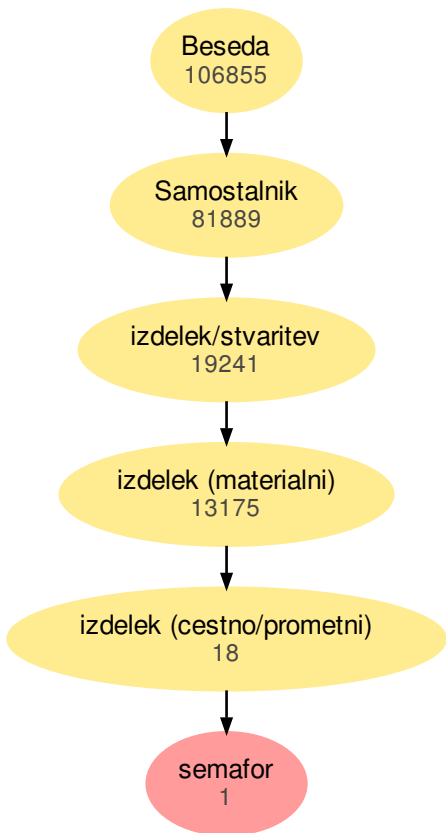 Beseda
106855
Samostalnik
81889
izdelek/stvaritev
19241
izdelek (materialni)
13175
izdelek (cestno/prometni)
18
semafor
1